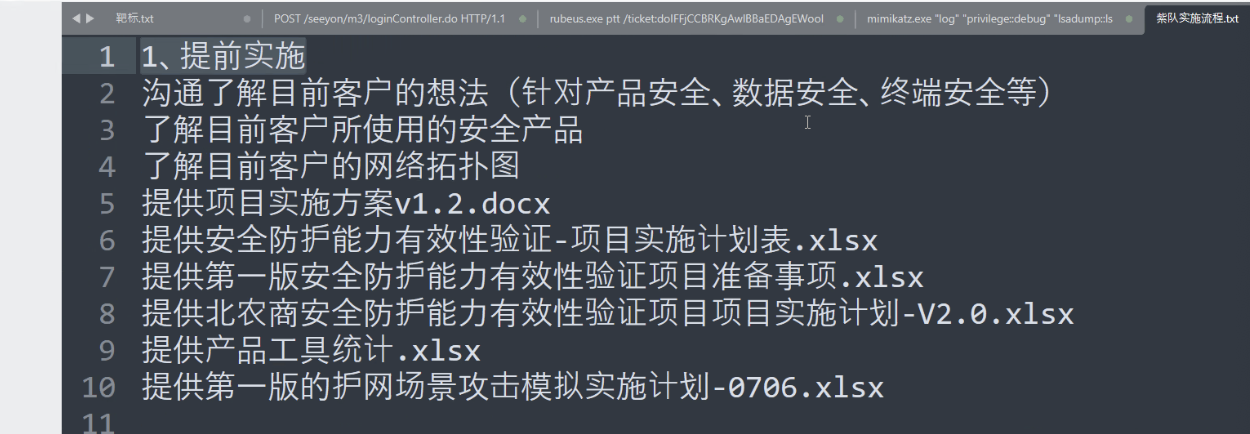 靶标.txt
POST /seeyon/m3/loginController.do HTTP/1.1
rubeus.exe ptt /ticket:doIFFjCCBRKgAwIBBaEDAgEWooI
mimikatz.exe "log" "privilege::debug" "lsadump::ls
紫队实施流程.txt
1 1、提前实施
2 沟通了解目前客户的想法（针对产品安全、数据安全、终端安全等）
3 了解目前客户所使用的安全产品
4 了解目前客户的网络拓扑图
5 提供项目实施方案v1.2.docx
6 提供安全防护能力有效性验证-项目实施计划表.xlsx
7 提供第一版安全防护能力有效性验证项目准备事项.xlsx
8 提供北农商安全防护能力有效性验证项目项目实施计划-V2.0.xlsx
9 提供产品工具统计.xlsx
10 提供第一版的护网场景攻击模拟实施计划-0706.xlsx
11